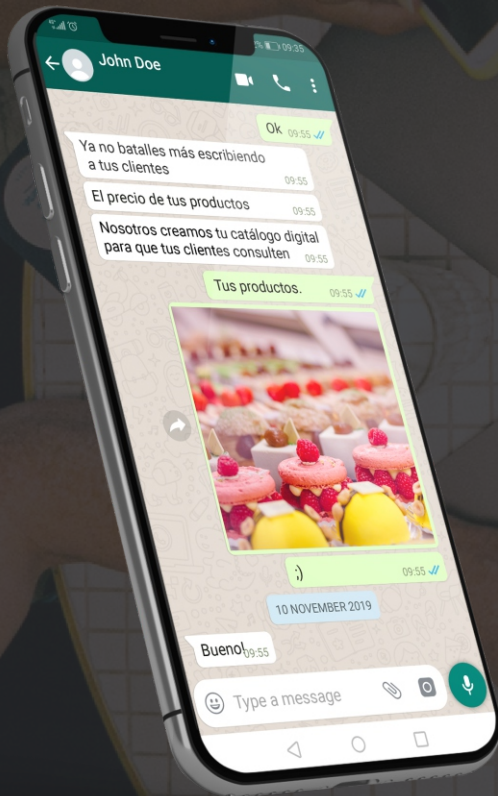 % 09:35
John Doe
Ok 09:55
Ya no batalles más escribiendo
a tus clientes
09:55
El precio de tus productos
09:55
Nosotros creamos tu catálogo digital
para que tus clientes consulten 09:55
Tus productos. 09:55
;) 09:55
10 NOVEMBER 2019
Bueno! 09:55
Type a message